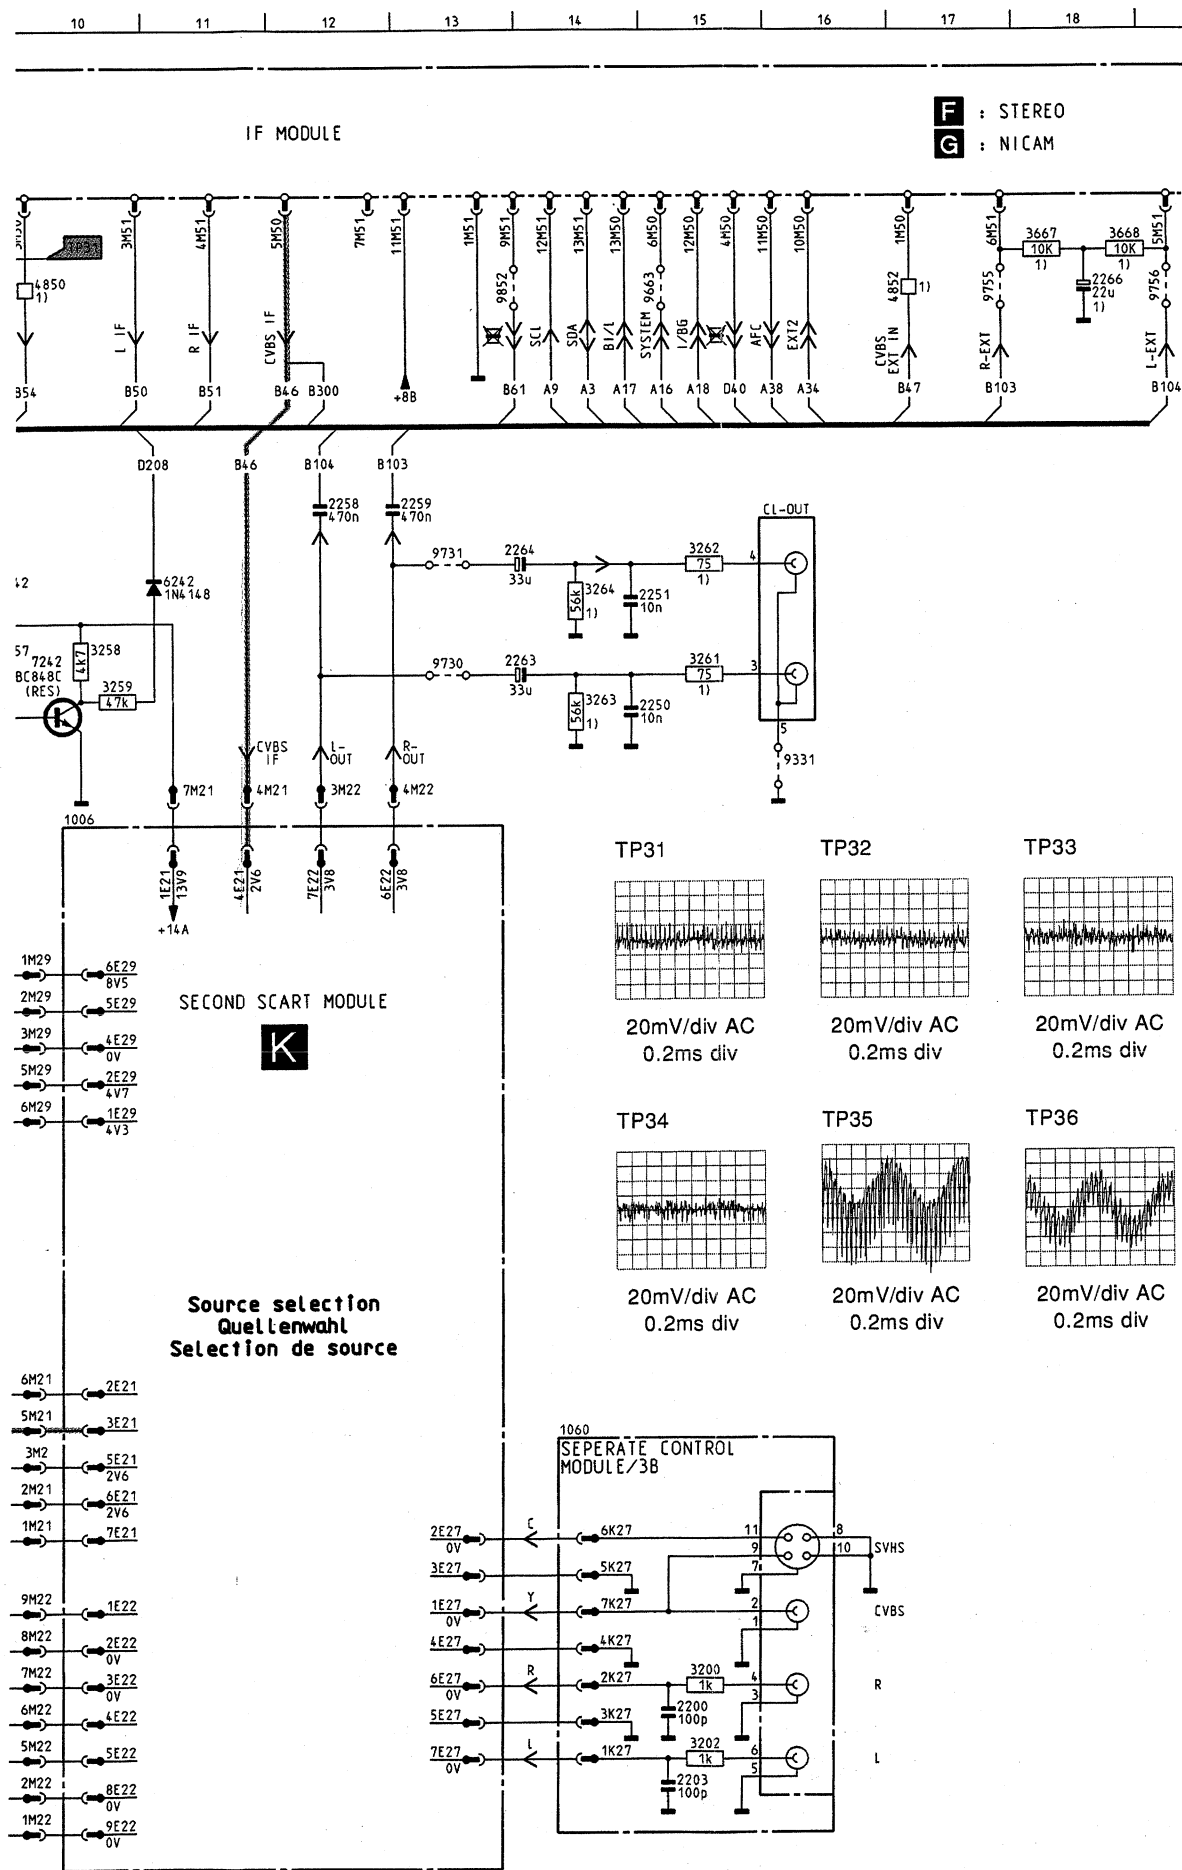 10 11 12 13 14 15 16 17 18
IF MODULE
F : STEREO
G : NICAM
3M51 4M51 5M50 7M51 11M51 1M51 9M51 12M51 13M51 13M50 6M50 12M50 4M50 11M50 10M50 1M50 6M51 5M51
TP31
4850
1)
9852
9663
4852
1)
9755
3667
10K
1)
3668
10K
1)
2266
22u
1)
9756
L IF
R IF
CVBS IF
SCL
SDA
BI/L
SYSTEM
I/BG
AFC
EXT2
CVBS
EXT IN
R-EXT
L-EXT
+8B
B54 B50 B51 B46 B300 B61 A9 A3 A17 A16 A18 D40 A38 A34 B47 B103 B104
D208 B46 B104 B103
2258
470n
2259
470n
CL-OUT
9731
2264
33u
3262
75
1)
4
3264
56k
1)
2251
10n
42
6242
1N4148
57
7242
BC848C
(RES)
3258
4k7
3259
47k
9730
2263
33u
3261
75
1)
3
3263
56k
1)
2250
10n
5
9331
CVBS
IF
L-
OUT
R-
OUT
7M21 4M21 3M22 4M22
1006
1E21
13V9
4E21
2V6
7E22
3V8
6E22
3V8
+14A
TP31 TP32 TP33
20mV/div AC
0.2ms div
20mV/div AC
0.2ms div
20mV/div AC
0.2ms div
1M29 6E29
8V5
2M29 5E29
3M29 4E29
0V
5M29 2E29
4V7
6M29 1E29
4V3
SECOND SCART MODULE
K
TP34 TP35 TP36
20mV/div AC
0.2ms div
20mV/div AC
0.2ms div
20mV/div AC
0.2ms div
Source selection
Quellenwahl
Selection de source
6M21 2E21
5M21 3E21
3M2 5E21
2V6
2M21 6E21
2V6
1M21 7E21
9M22 1E22
8M22 2E22
0V
7M22 3E22
0V
6M22 4E22
5M22 5E22
2M22 8E22
0V
1M22 9E22
0V
1060
SEPERATE CONTROL
MODULE/3B
2E27
0V
C
6K27
11
8
9
10
SVHS
3E27
5K27
7
1E27
0V
Y
7K27
2
1
CVBS
4E27
4K27
6E27
0V
R
2K27
3200
1k
4
3
R
2200
100p
5E27
3K27
7E27
0V
L
1K27
3202
1k
6
5
L
2203
100p